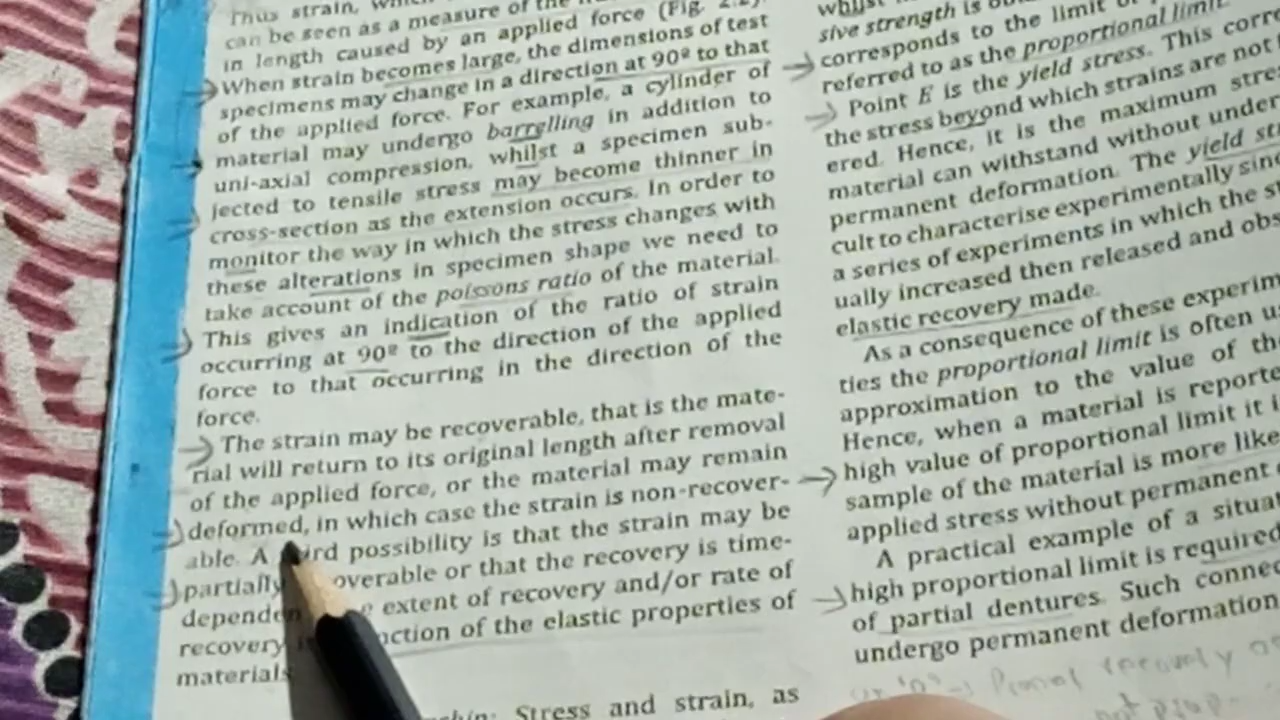 Thus strain,
can be seen as a measure of the
in length caused by an applied force (Fig. 2.2).
When strain becomes large, the dimensions of test
specimens may change in a direction at 90º to that
of the applied force. For example, a cylinder of
material may undergo barrelling in addition to
uni-axial compression, whilst a specimen sub-
jected to tensile stress may become thinner in
cross-section as the extension occurs. In order to
monitor the way in which the stress changes with
these alterations in specimen shape we need to
take account of the poissons ratio of the material.
This gives an indication of the ratio of strain
occurring at 90º to the direction of the applied
force to that occurring in the direction of the
force.
The strain may be recoverable, that is the mate-
rial will return to its original length after removal
of the applied force, or the material may remain
deformed, in which case the strain is non-recover-
able. A third possibility is that the strain may be
partially overable or that the recovery is time-
depende extent of recovery and/or rate of
recovery action of the elastic properties of
materials
Stress and strain, as
whilst
sive strength is
corresponds to the limit
referred to as the proportional limit.
Point E is the yield stress. This corr
the stress beyond which strains are not
ered. Hence, it is the maximum stre
material can withstand without under
permanent deformation. The yield st
cult to characterise experimentally sinc
a series of experiments in which the s
ually increased then released and obs
elastic recovery made.
As a consequence of these experim
ties the proportional limit is often u
approximation to the value of th
Hence, when a material is reporte
high value of proportional limit it i
sample of the material is more like
applied stress without permanent
A practical example of a situa
high proportional limit is required
of partial dentures. Such connec
undergo permanent deformation